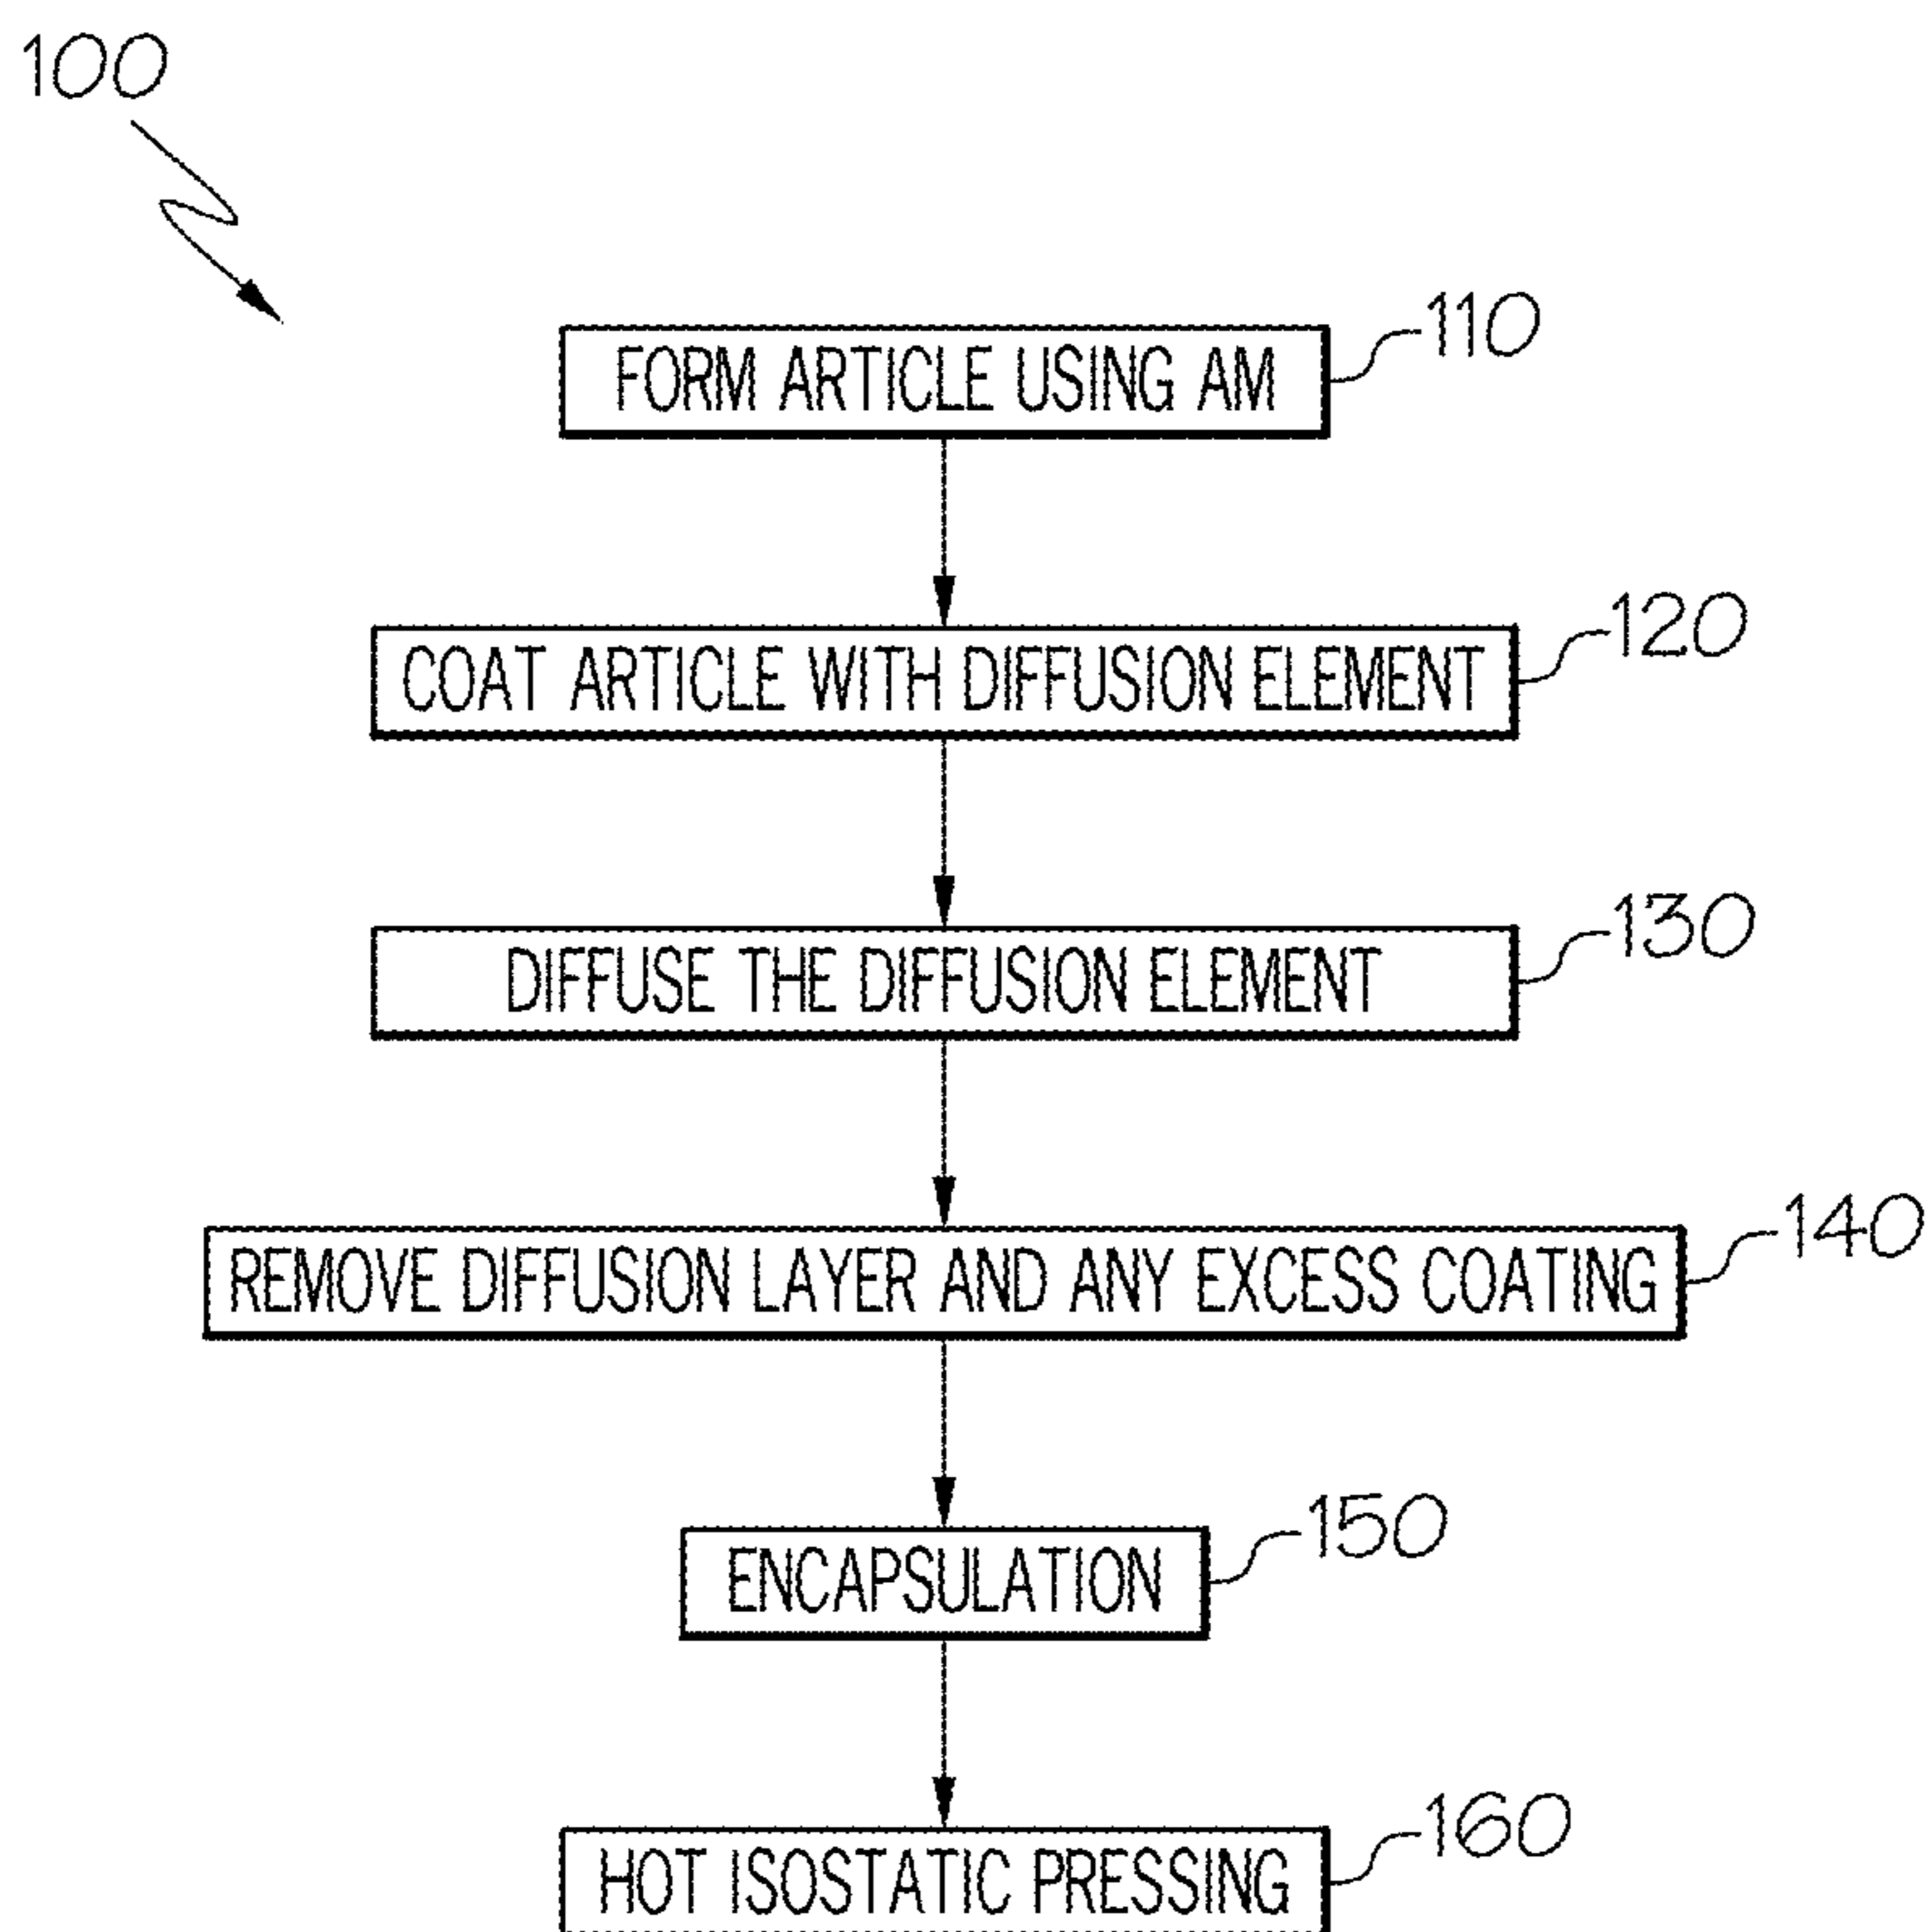 100
FORM ARTICLE USING AM
110
COAT ARTICLE WITH DIFFUSION ELEMENT
120
DIFFUSE THE DIFFUSION ELEMENT
130
REMOVE DIFFUSION LAYER AND ANY EXCESS COATING
140
ENCAPSULATION
150
HOT ISOSTATIC PRESSING
160